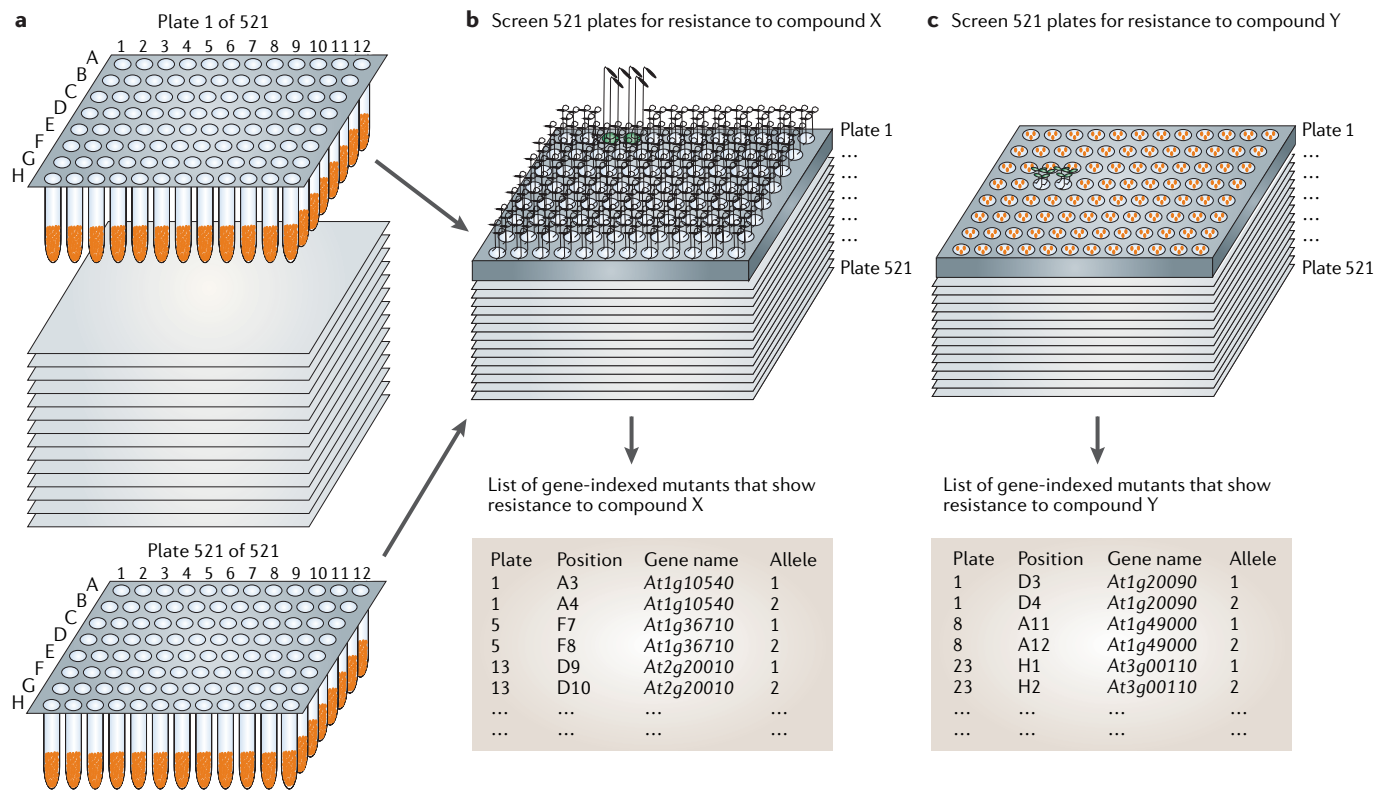 a
Plate 1 of 521
1 2 3 4 5 6 7 8 9 10 11 12
A
B
C
D
E
F
G
H
Plate 521 of 521
1 2 3 4 5 6 7 8 9 10 11 12
A
B
C
D
E
F
G
H
b Screen 521 plates for resistance to compound X
Plate 1
...
...
...
...
...
Plate 521
List of gene-indexed mutants that show
resistance to compound X
Plate Position Gene name Allele
1 A3 At1g10540 1
1 A4 At1g10540 2
5 F7 At1g36710 1
5 F8 At1g36710 2
13 D9 At2g20010 1
13 D10 At2g20010 2
... ... ... ...
... ... ... ...
c Screen 521 plates for resistance to compound Y
Plate 1
...
...
...
...
...
Plate 521
List of gene-indexed mutants that show
resistance to compound Y
Plate Position Gene name Allele
1 D3 At1g20090 1
1 D4 At1g20090 2
8 A11 At1g49000 1
8 A12 At1g49000 2
23 H1 At3g00110 1
23 H2 At3g00110 2
... ... ... ...
... ... ... ...